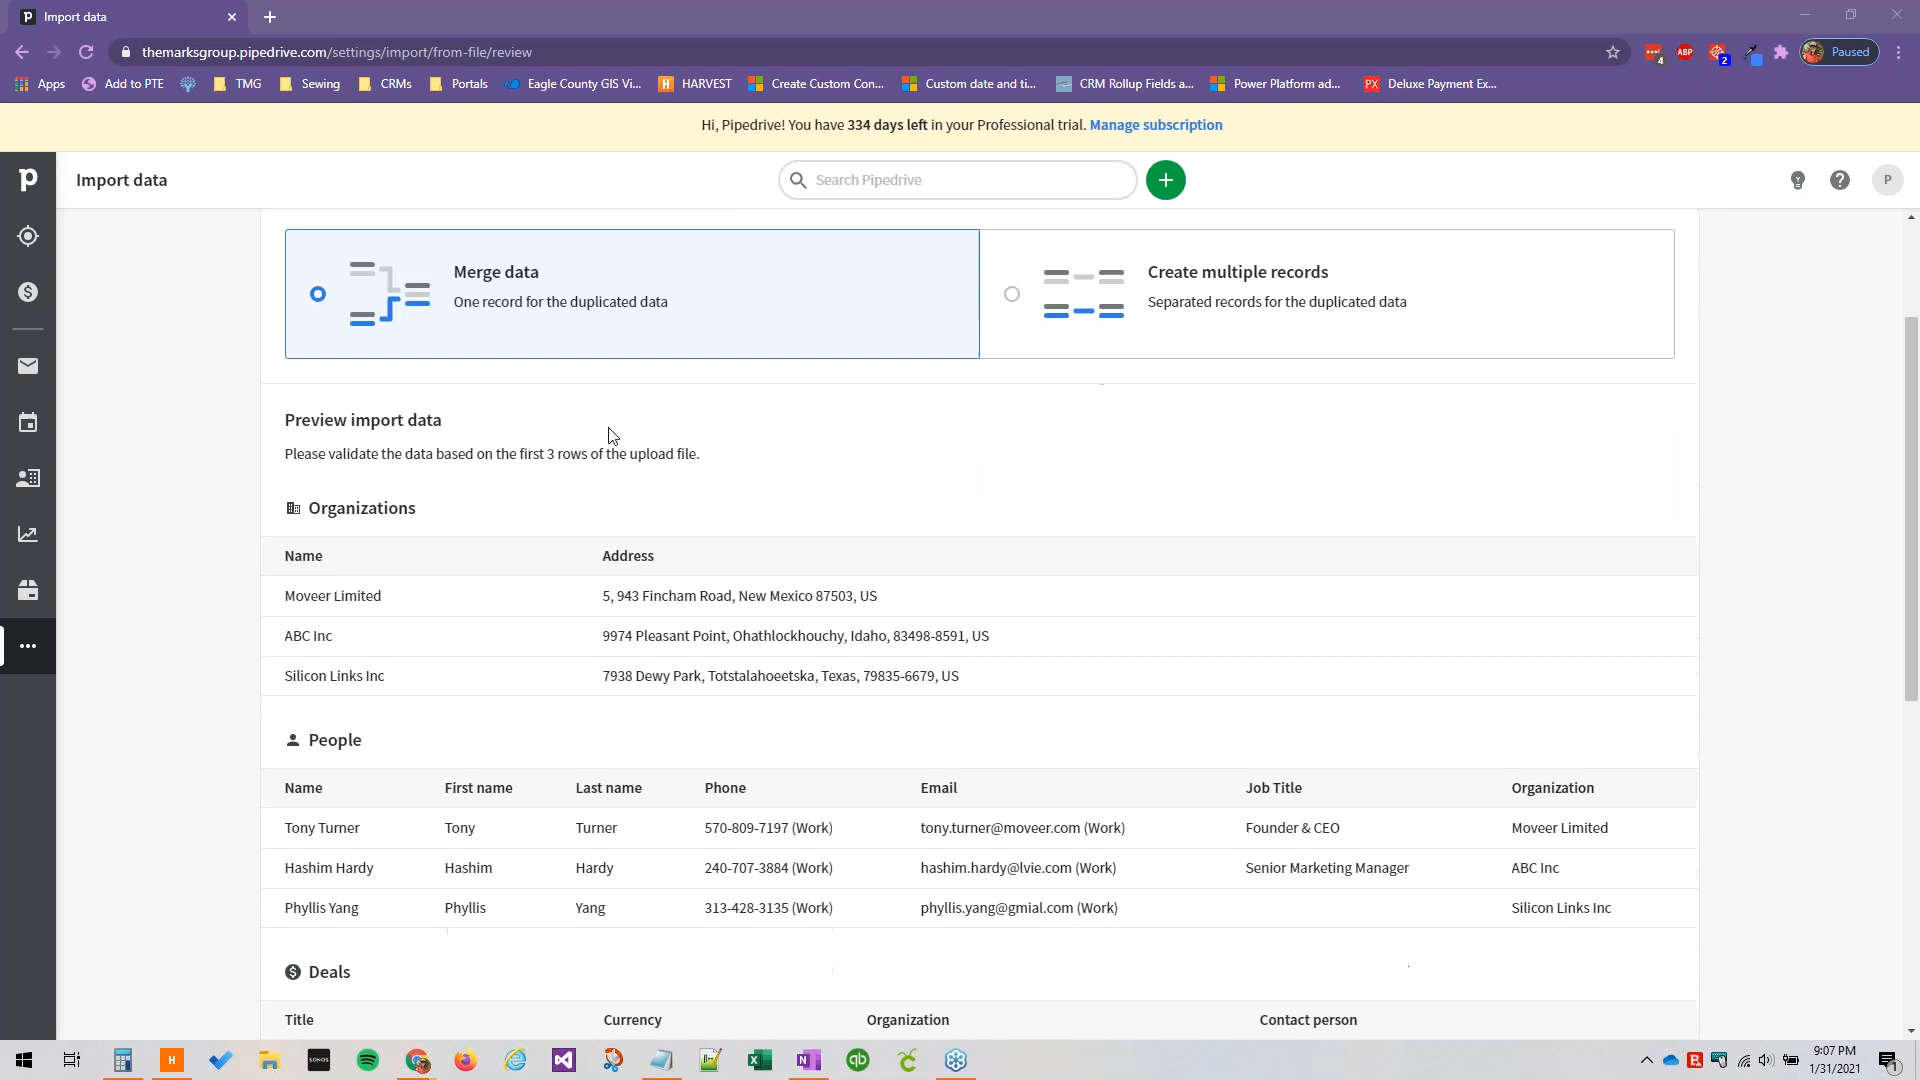 Import data
themarksgroup.pipedrive.com/settings/import/from-file/review
4
ABP
2
Paused
Apps
Add to PTE
TMG
Sewing
CRMs
Portals
Eagle County GIS Vi...
H
HARVEST
Create Custom Con...
Custom date and ti...
CRM Rollup Fields a...
Power Platform ad...
PX
Deluxe Payment Ex...
Hi, Pipedrive! You have 334 days left in your Professional trial. Manage subscription
p
Import data
Search Pipedrive
P
Merge data
One record for the duplicated data
Create multiple records
Separated records for the duplicated data
Preview import data
Please validate the data based on the first 3 rows of the upload file.
Organizations
Name Address
Moveer Limited 5, 943 Fincham Road, New Mexico 87503, US
ABC Inc 9974 Pleasant Point, Ohathlockhouchy, Idaho, 83498-8591, US
Silicon Links Inc 7938 Dewy Park, Totstalahoeetska, Texas, 79835-6679, US
People
Name First name Last name Phone Email Job Title Organization
Tony Turner Tony Turner 570-809-7197 (Work) tony.turner@moveer.com (Work) Founder & CEO Moveer Limited
Hashim Hardy Hashim Hardy 240-707-3884 (Work) hashim.hardy@lvie.com (Work) Senior Marketing Manager ABC Inc
Phyllis Yang Phyllis Yang 313-428-3135 (Work) phyllis.yang@gmial.com (Work) Silicon Links Inc
Deals
Title Currency Organization Contact person
H
SONOS
N
qb
9:07 PM
1/31/2021
1